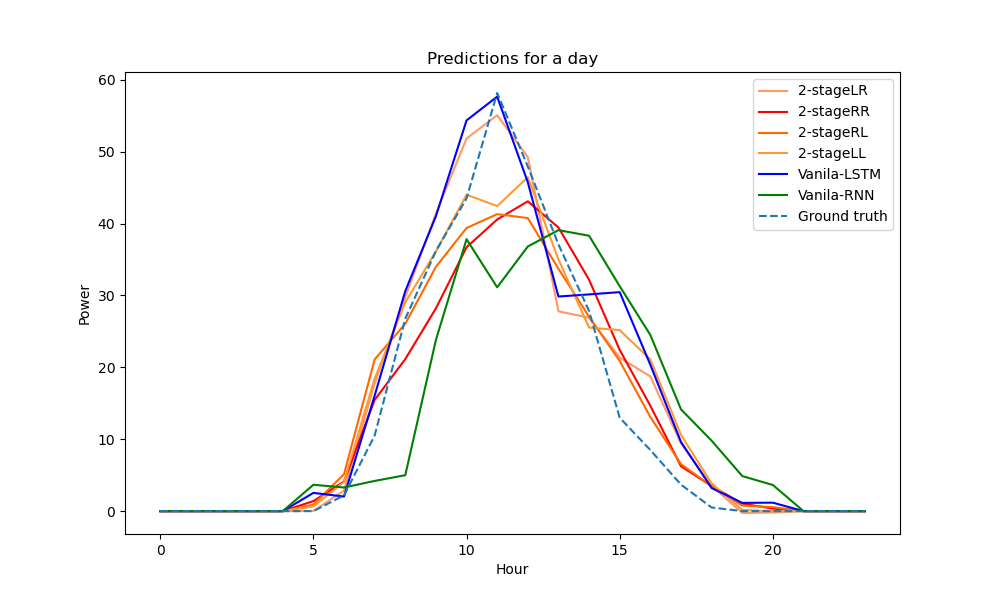 Predictions for a day
60
50
40
30
20
10
0
Power
2-stageLR
2-stageRR
2-stageRL
2-stageLL
Vanila-LSTM
Vanila-RNN
Ground truth
0 5 10 15 20
Hour